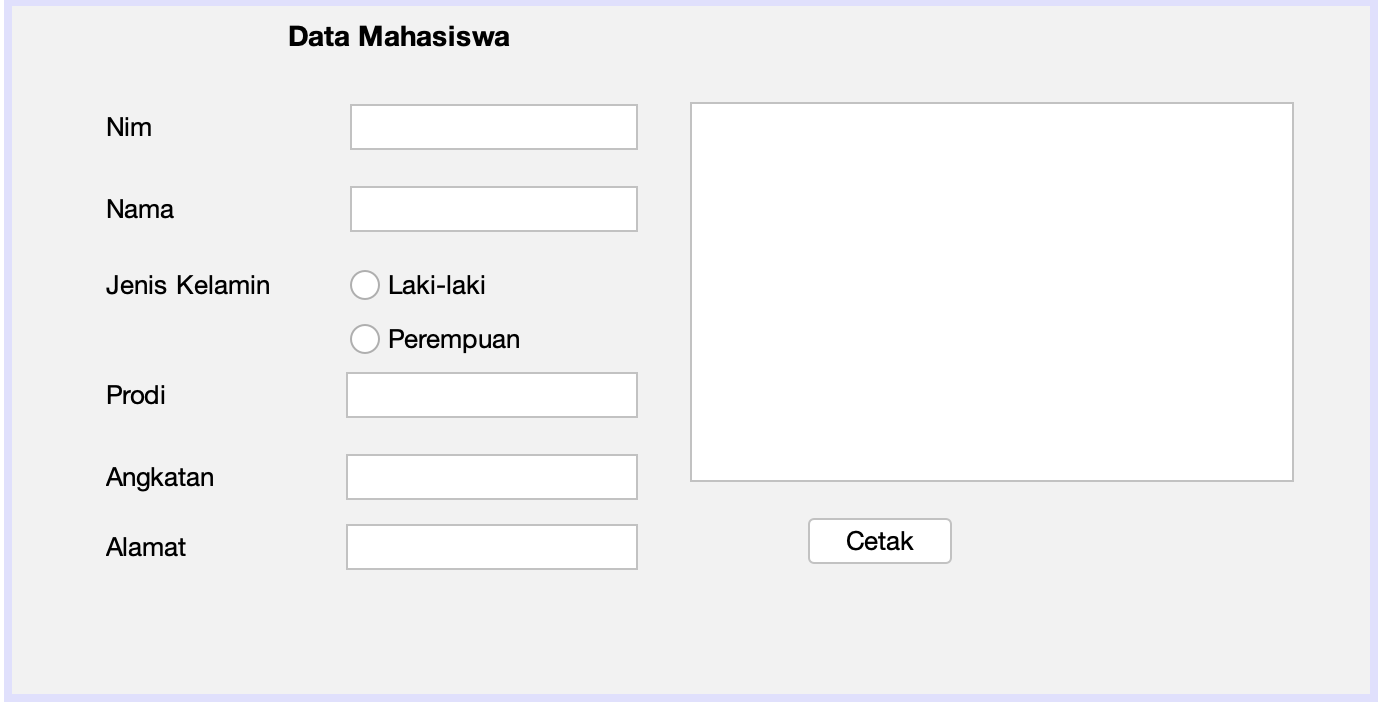 Data Mahasiswa
Nim
Nama
Jenis Kelamin
Laki-laki
Perempuan
Prodi
Angkatan
Alamat
Cetak